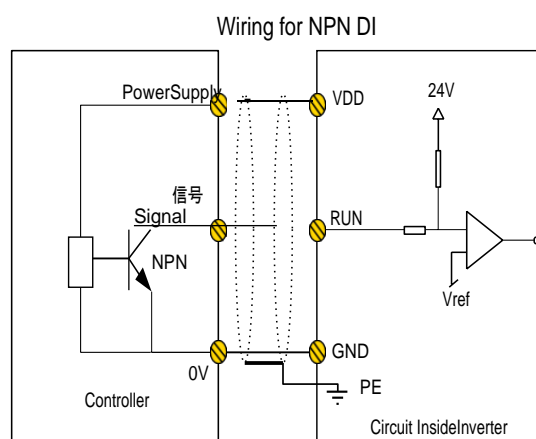 Wiring for NPN DI
PowerSupply
VDD
24V
信号
Signal
RUN
NPN
Vref
0V
GND
PE
Controller
Circuit InsideInverter